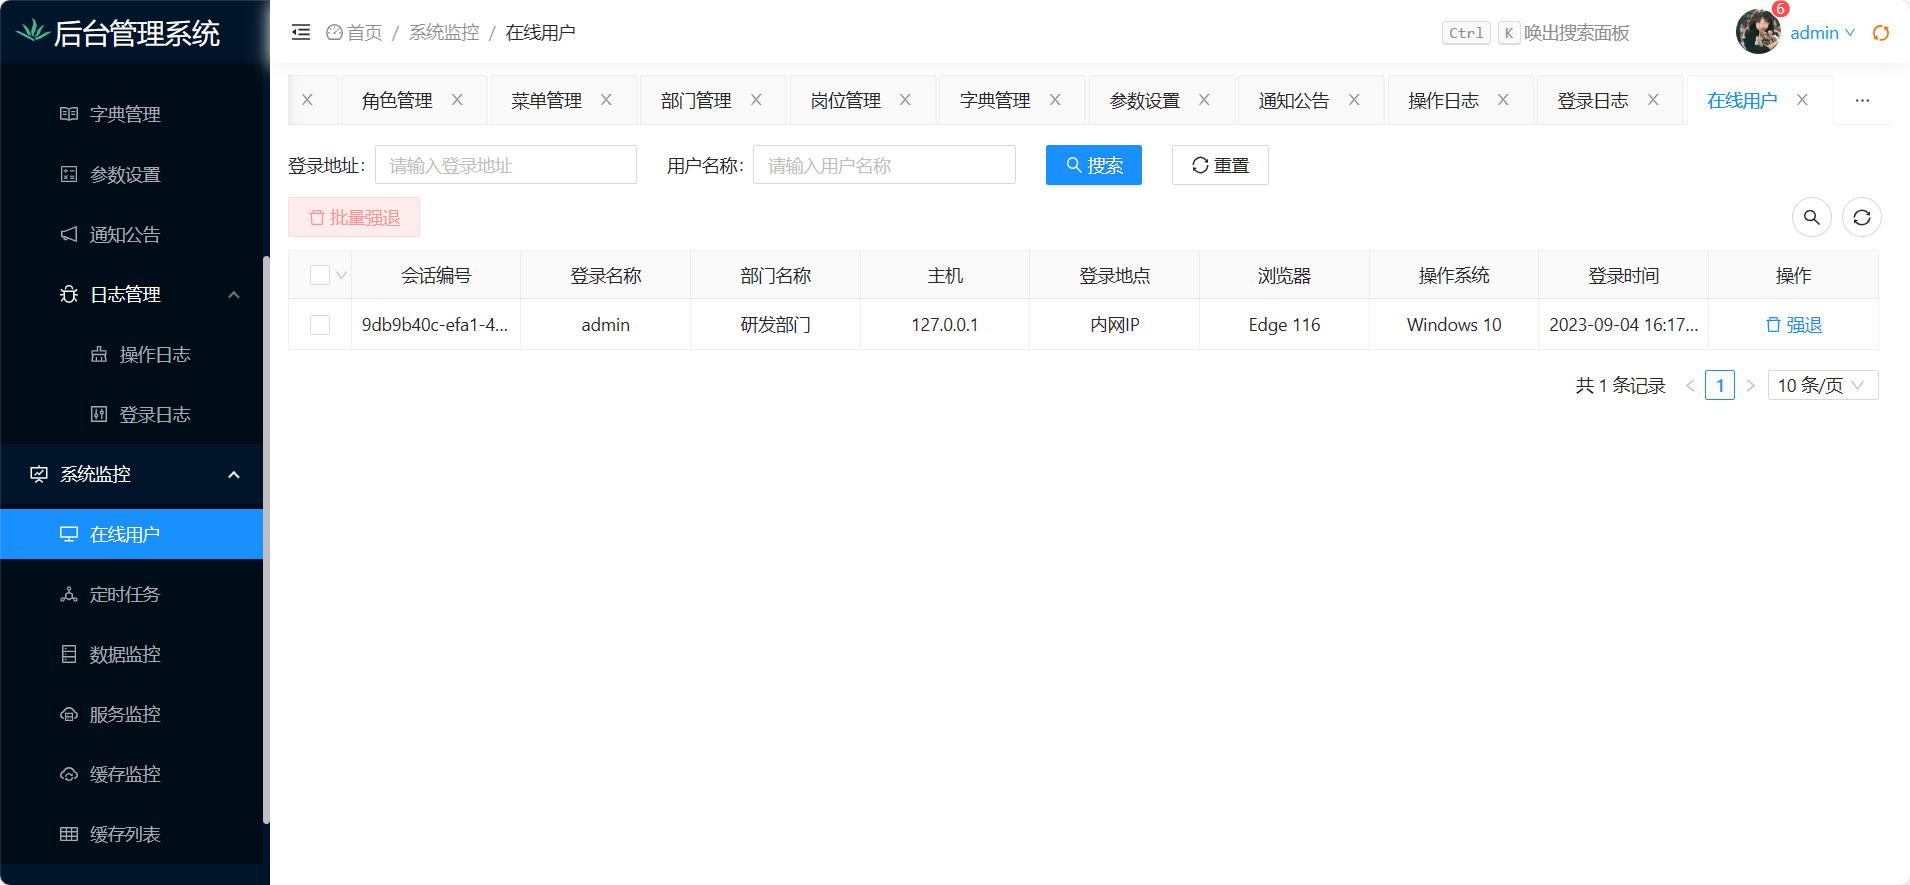 后台管理系统
字典管理
参数设置
通知公告
日志管理
操作日志
登录日志
系统监控
在线用户
定时任务
数据监控
服务监控
缓存监控
缓存列表
首页 / 系统监控 / 在线用户
Ctrl K 唤出搜索面板
6
admin
角色管理 菜单管理 部门管理 岗位管理 字典管理 参数设置 通知公告 操作日志 登录日志 在线用户 ...
登录地址: 请输入登录地址 用户名称: 请输入用户名称 搜索 重置
批量强退
会话编号 登录名称 部门名称 主机 登录地点 浏览器 操作系统 登录时间 操作
9db9b40c-efa1-4... admin 研发部门 127.0.0.1 内网IP Edge 116 Windows 10 2023-09-04 16:17... 强退
共 1 条记录 < 1 > 10 条/页